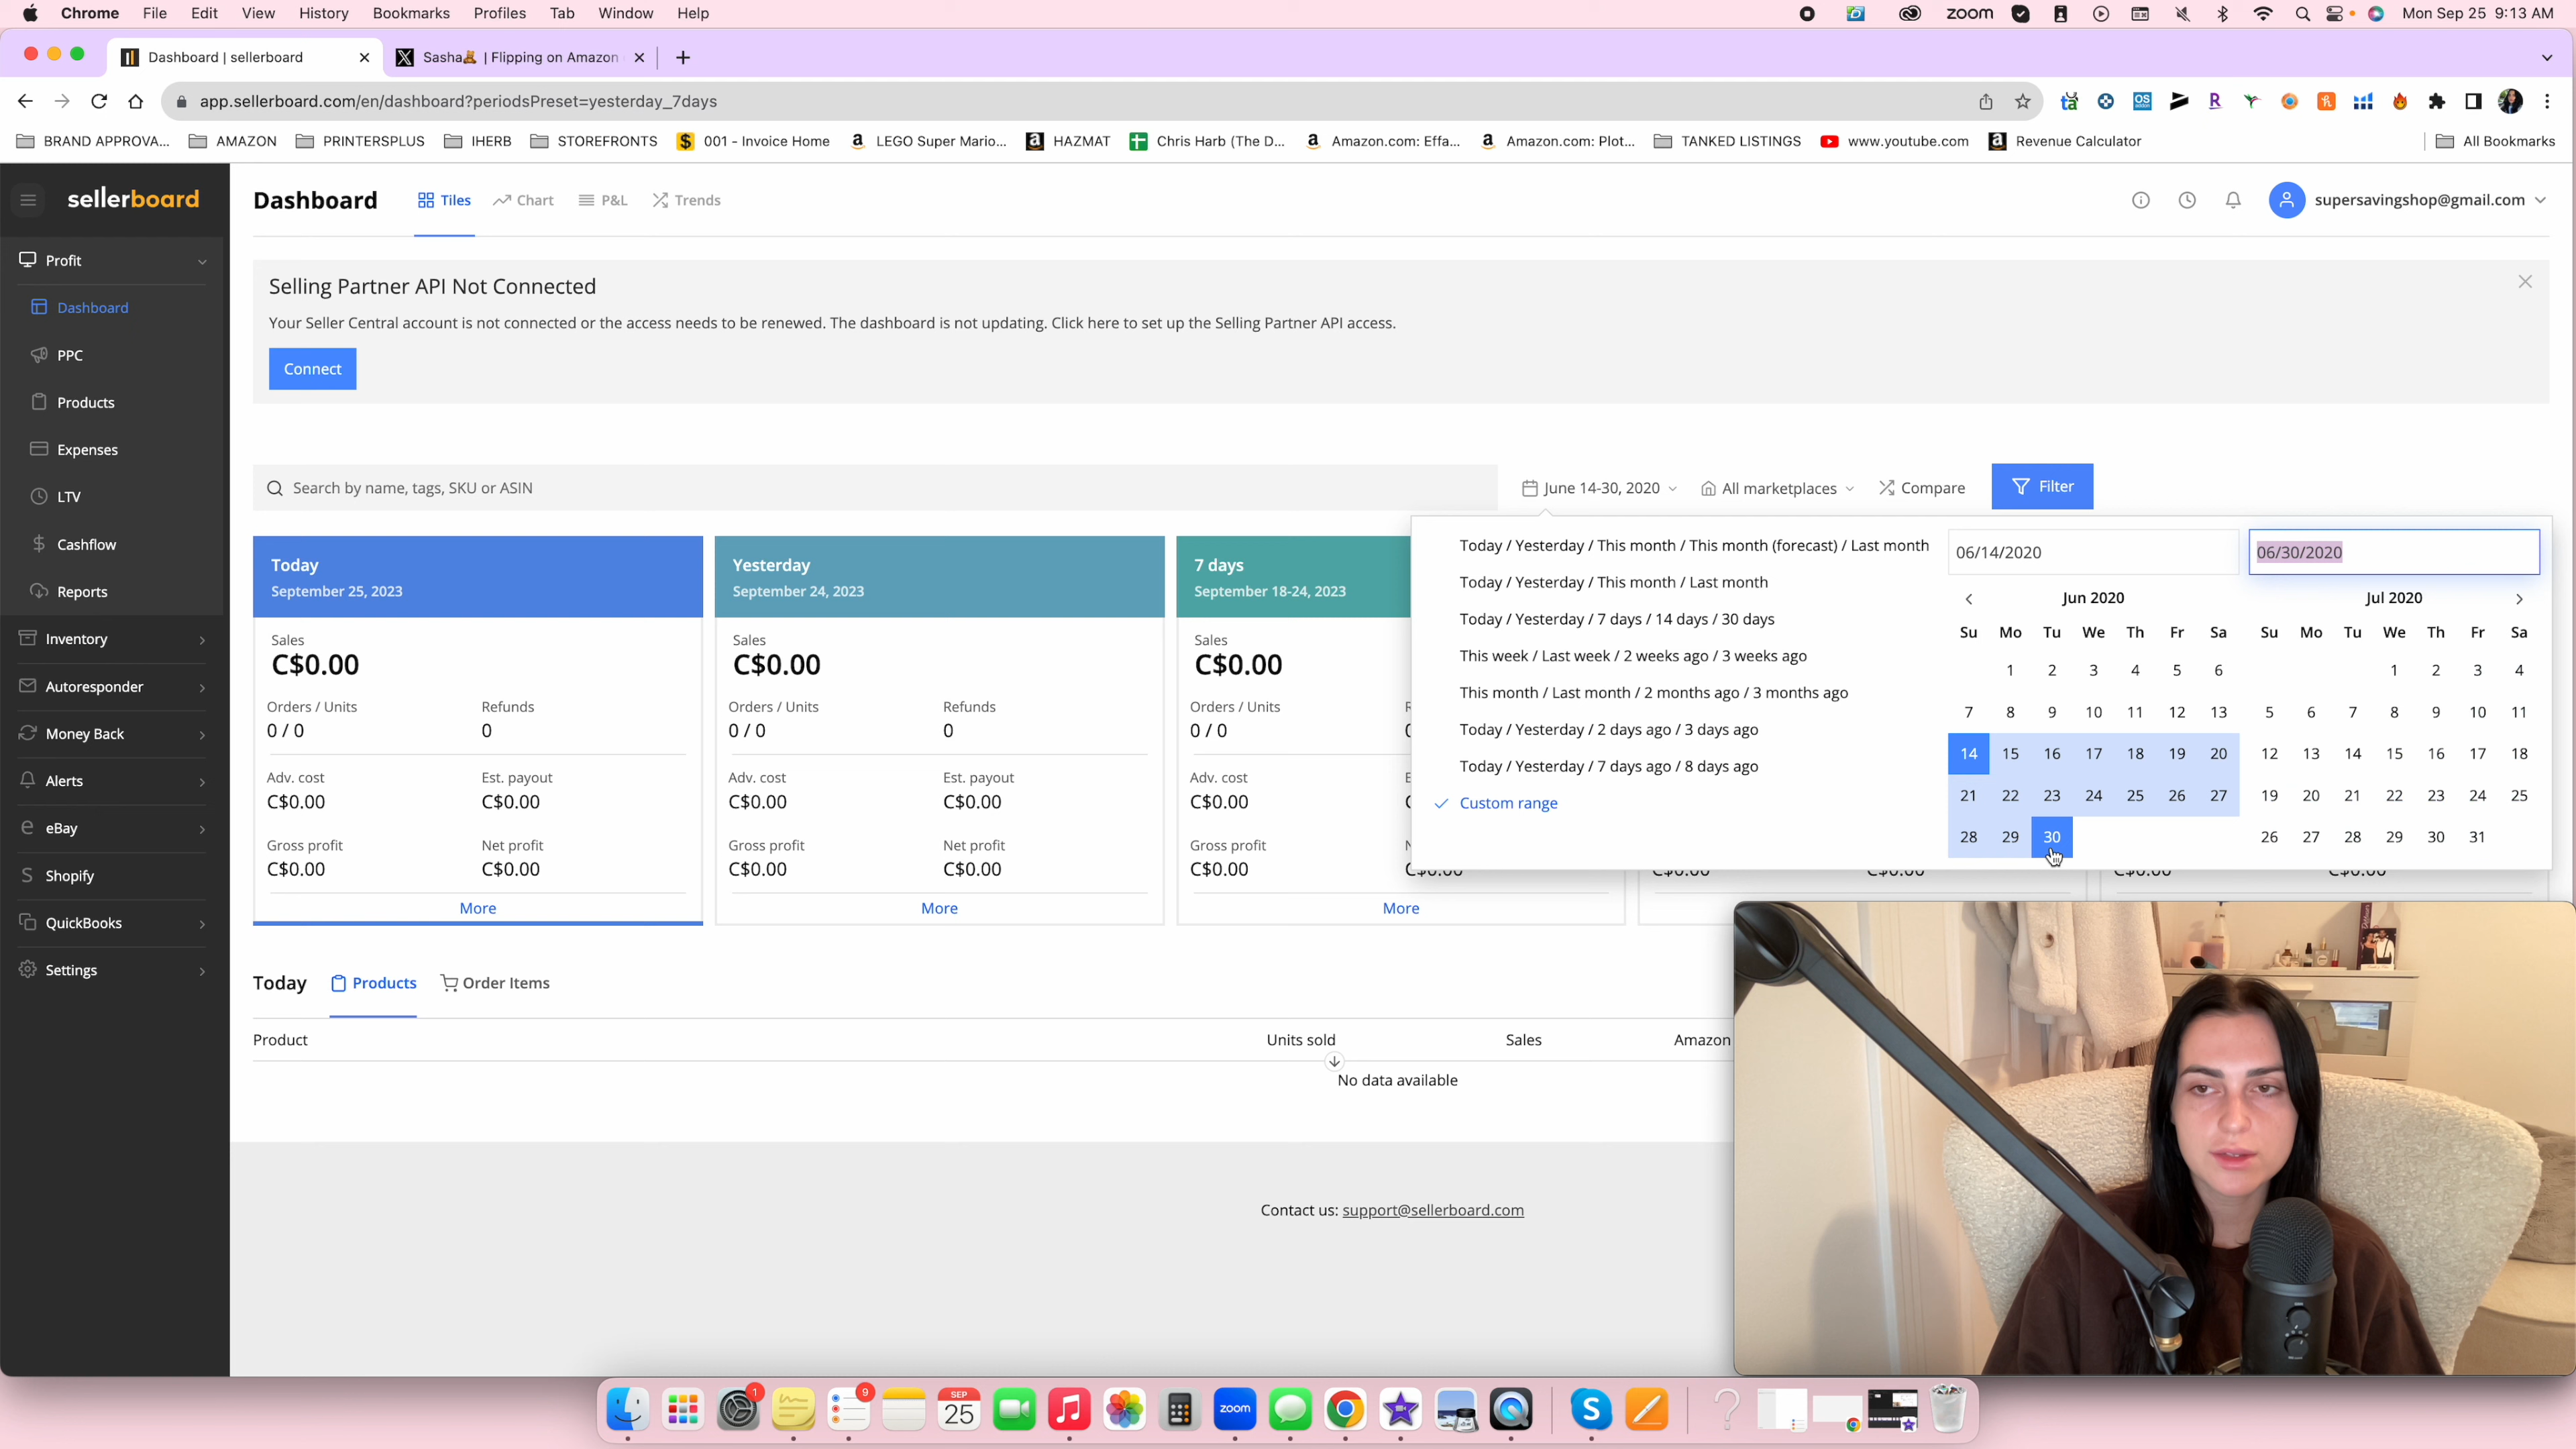 Chrome File Edit View History Bookmarks Profiles Tab Window Help zoom Mon Sep 25 9:13 AM
Dashboard | sellerboard Sasha🧸 | Flipping on Amazon
app.sellerboard.com/en/dashboard?periodsPreset=yesterday_7days
BRAND APPROVA... AMAZON PRINTERSPLUS IHERB STOREFRONTS 001 - Invoice Home LEGO Super Mario... HAZMAT Chris Harb (The D... Amazon.com: Effa... Amazon.com: Plot... TANKED LISTINGS www.youtube.com Revenue Calculator All Bookmarks
sellerboard
Dashboard Tiles Chart P&L Trends supersavingshop@gmail.com
Profit
Dashboard
PPC
Products
Expenses
LTV
Cashflow
Reports
Inventory
Autoresponder
Money Back
Alerts
eBay
Shopify
QuickBooks
Settings
Selling Partner API Not Connected
Your Seller Central account is not connected or the access needs to be renewed. The dashboard is not updating. Click here to set up the Selling Partner API access.
Connect
Search by name, tags, SKU or ASIN June 14-30, 2020 All marketplaces Compare Filter
Today
September 25, 2023
Sales
C$0.00
Orders / Units Refunds
0 / 0 0
Adv. cost Est. payout
C$0.00 C$0.00
Gross profit Net profit
C$0.00 C$0.00
More
Yesterday
September 24, 2023
Sales
C$0.00
Orders / Units Refunds
0 / 0 0
Adv. cost Est. payout
C$0.00 C$0.00
Gross profit Net profit
C$0.00 C$0.00
More
7 days
September 18-24, 2023
Sales
C$0.00
Orders / Units
0 / 0
Adv. cost
C$0.00
Gross profit
C$0.00
More
Today / Yesterday / This month / This month (forecast) / Last month
Today / Yesterday / This month / Last month
Today / Yesterday / 7 days / 14 days / 30 days
This week / Last week / 2 weeks ago / 3 weeks ago
This month / Last month / 2 months ago / 3 months ago
Today / Yesterday / 2 days ago / 3 days ago
Today / Yesterday / 7 days ago / 8 days ago
Custom range
06/14/2020 06/30/2020
Jun 2020
Su Mo Tu We Th Fr Sa
1 2 3 4 5 6
7 8 9 10 11 12 13
14 15 16 17 18 19 20
21 22 23 24 25 26 27
28 29 30
Jul 2020
Su Mo Tu We Th Fr Sa
1 2 3 4
5 6 7 8 9 10 11
12 13 14 15 16 17 18
19 20 21 22 23 24 25
26 27 28 29 30 31
Today Products Order Items
Product Units sold Sales Amazon
No data available
Contact us: support@sellerboard.com
1
9
SEP
25
zoom